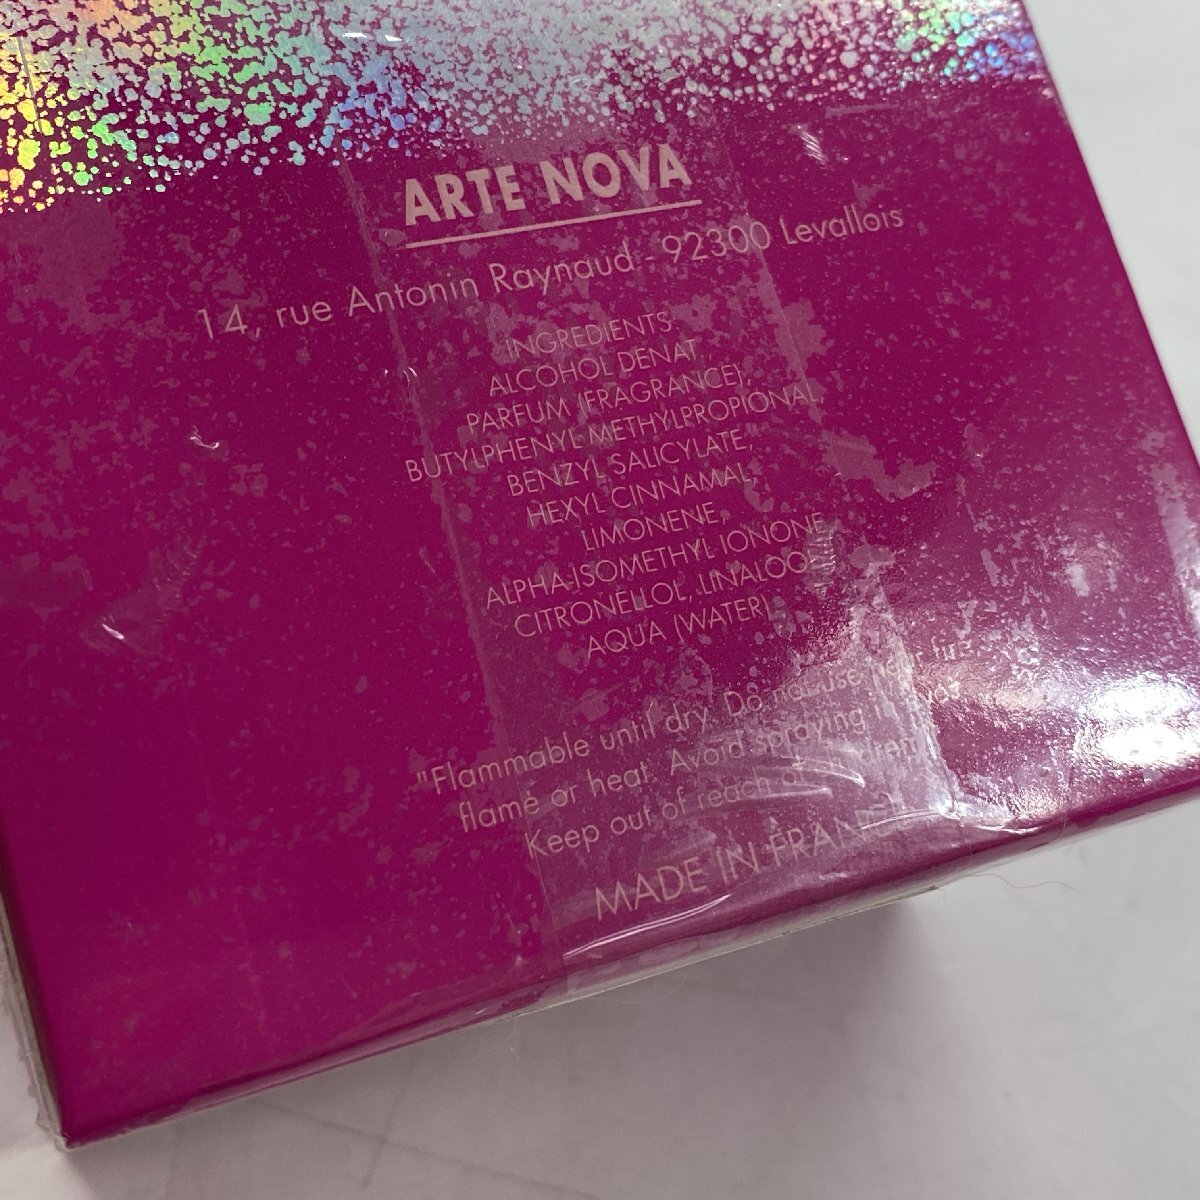 ARTE NOVA
14, rue Antonin Raynaud - 92300 Levallois
INGREDIENTS:
ALCOHOL DENAT,
PARFUM (FRAGRANCE),
BUTYLPHENYL METHYLPROPIONAL,
BENZYL SALICYLATE,
HEXYL CINNAMAL,
LIMONENE,
ALPHA-ISOMETHYL IONONE,
CITRONELLOL, LINALOOL,
AQUA (WATER).
"Flammable until dry. Do not use near fire,
flame or heat. Avoid spraying in eyes.
Keep out of reach of children.
MADE IN FRANCE